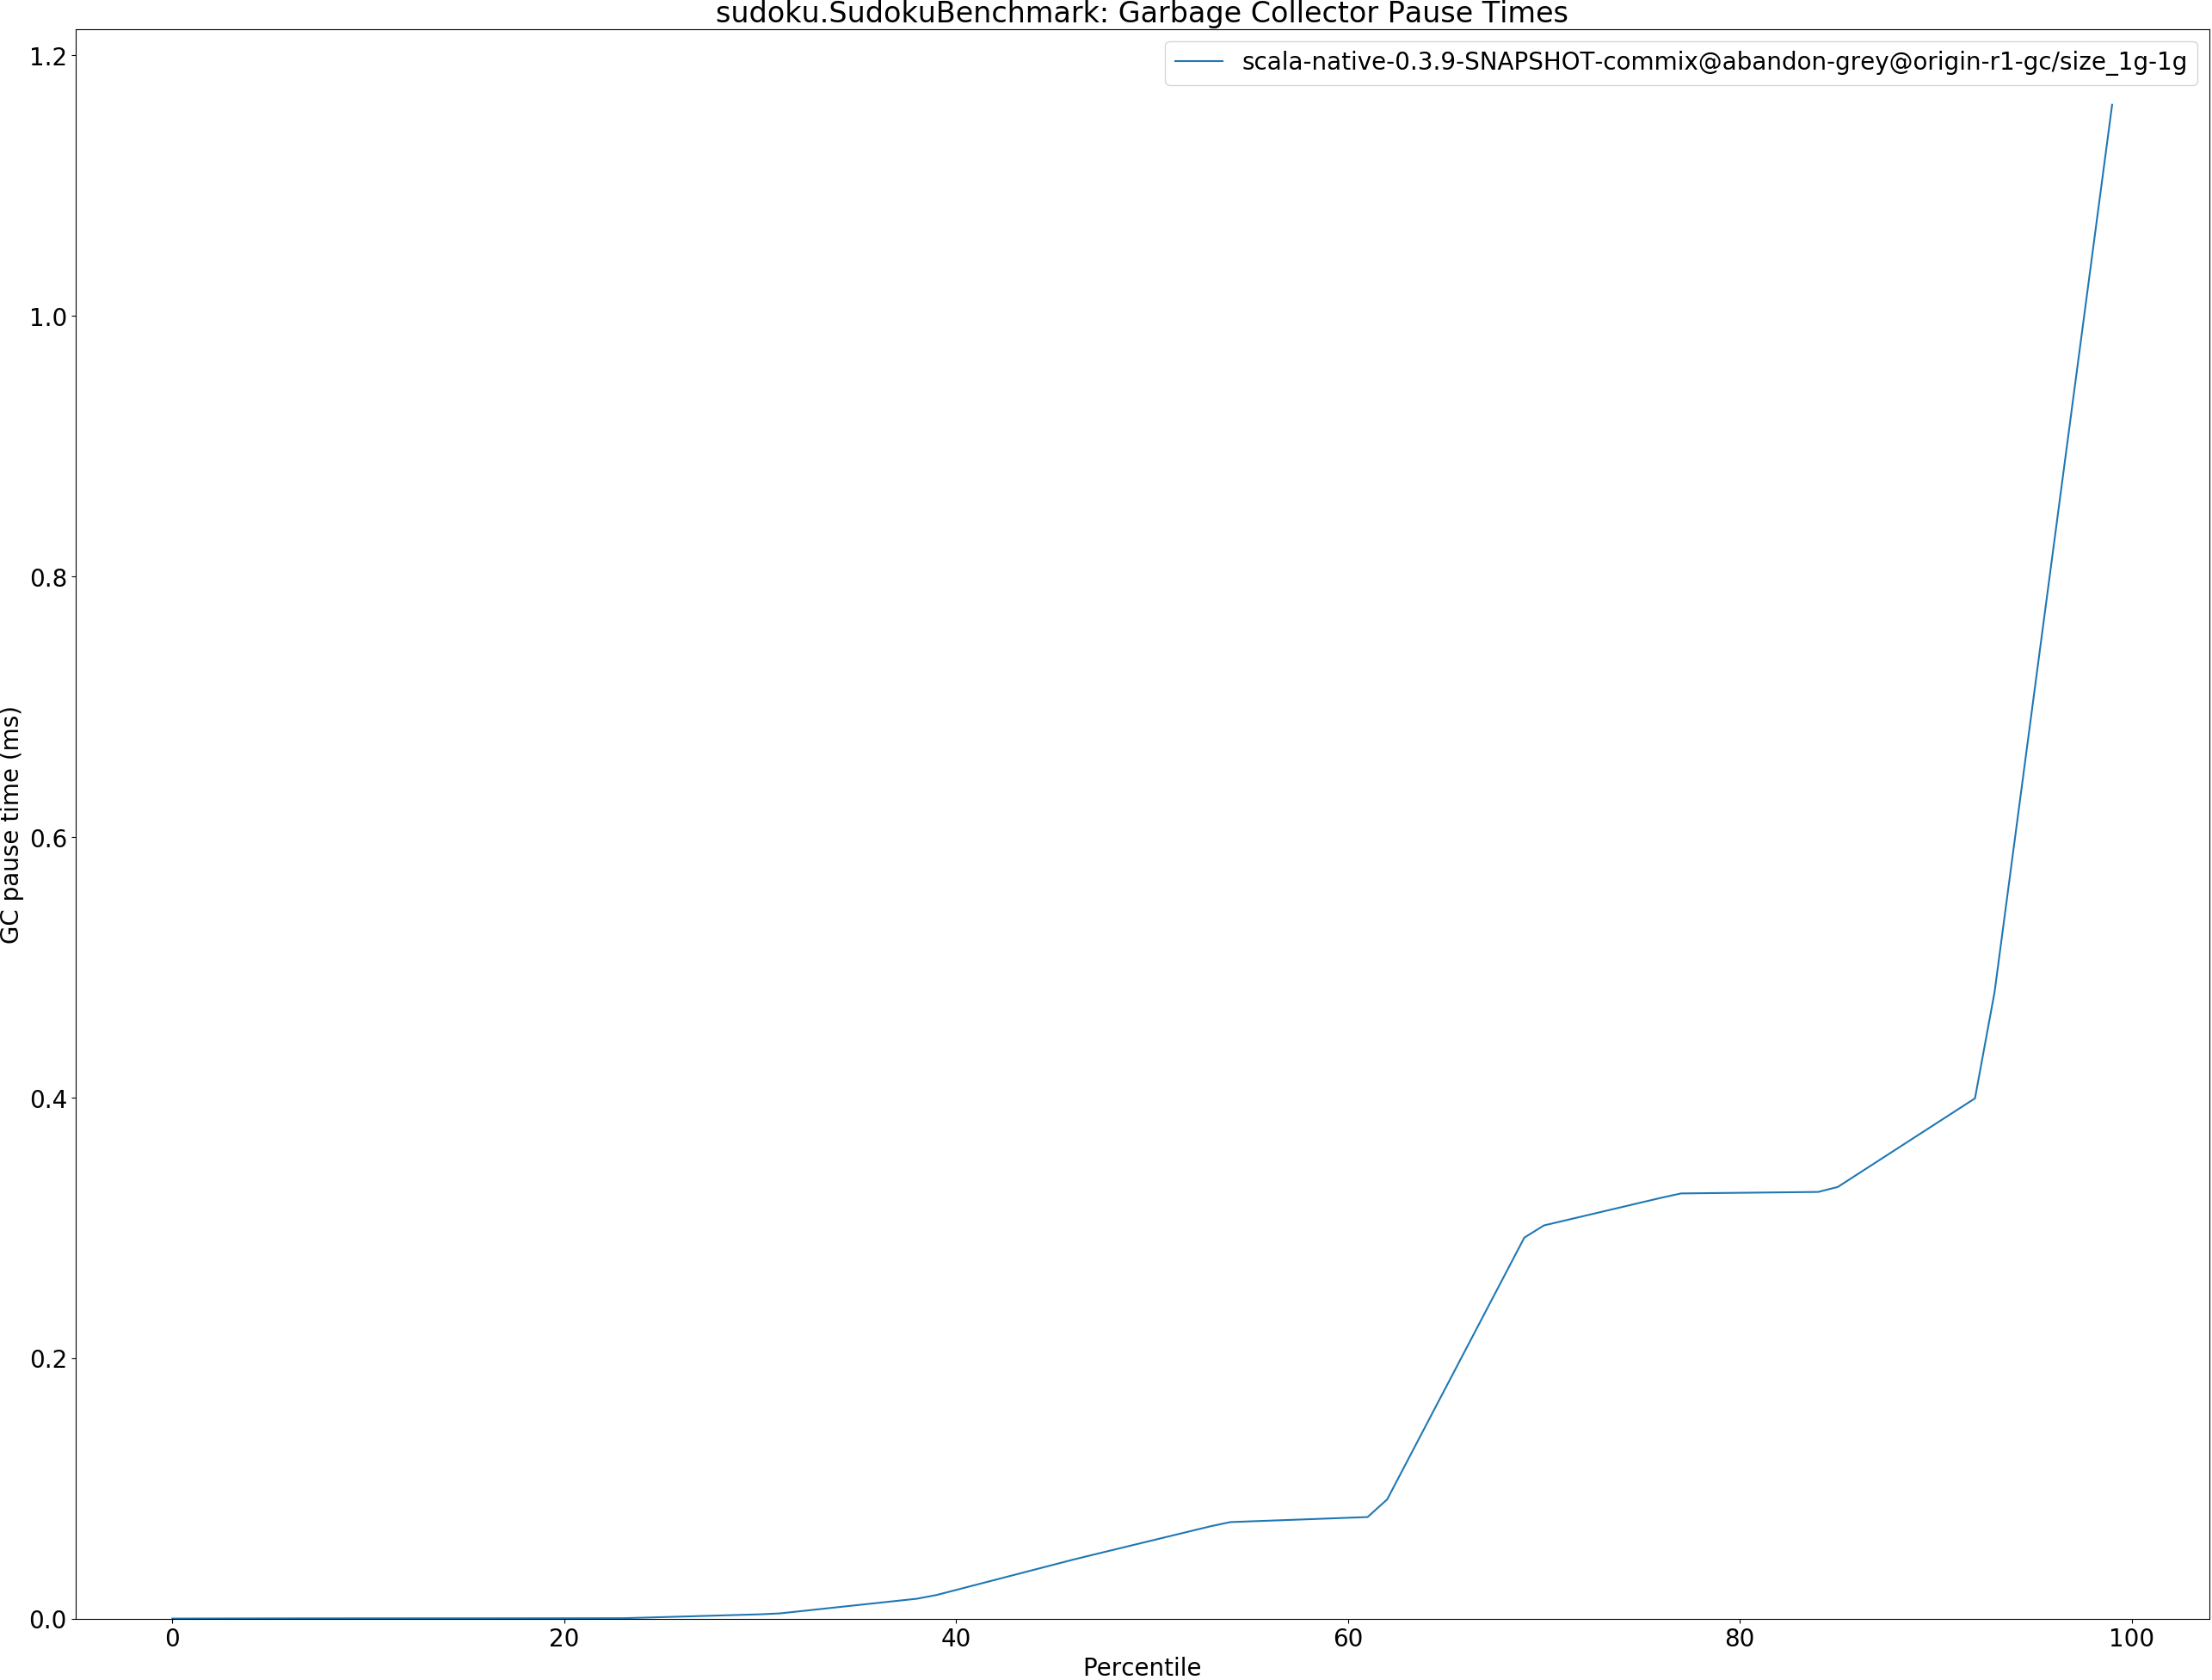 sudoku.SudokuBenchmark: Garbage Collector Pause Times
scala-native-0.3.9-SNAPSHOT-commix@abandon-grey@origin-r1-gc/size_1g-1g
GC pause time (ms)
1.2
1.0
0.8
0.6
0.4
0.2
0.0
0 20 40 60 80 100
Percentile